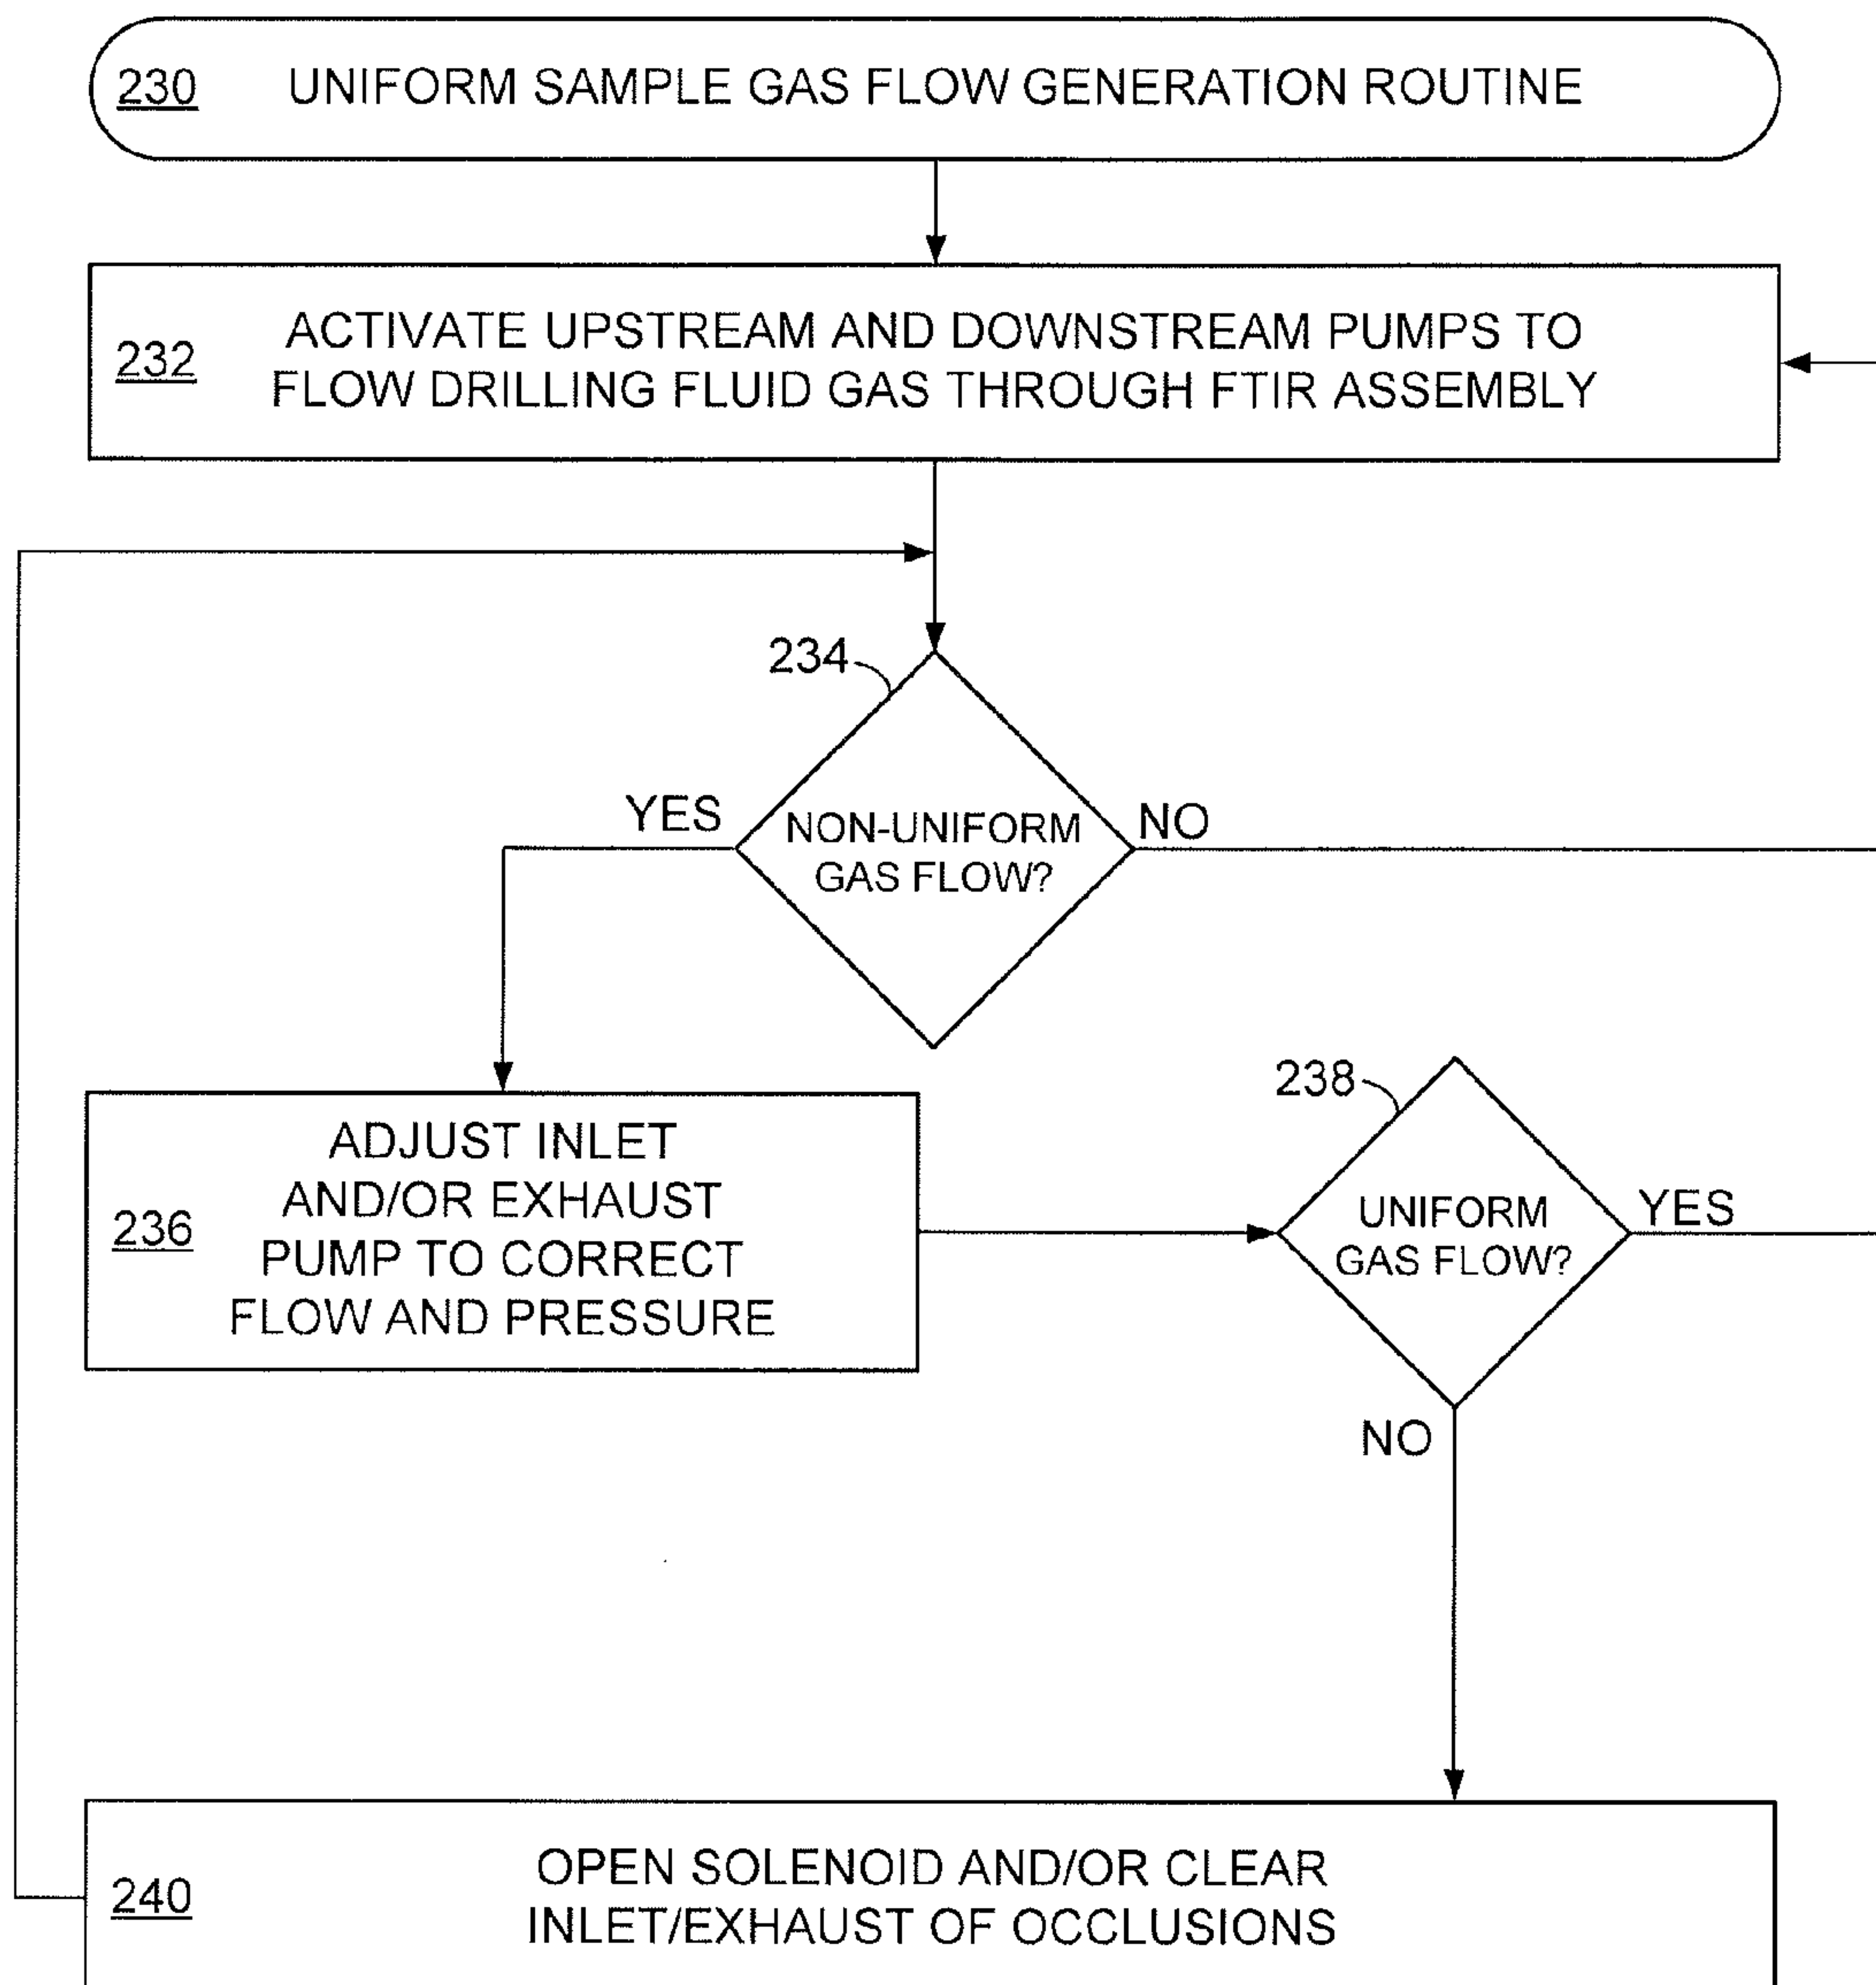 230 UNIFORM SAMPLE GAS FLOW GENERATION ROUTINE
232
ACTIVATE UPSTREAM AND DOWNSTREAM PUMPS TO
FLOW DRILLING FLUID GAS THROUGH FTIR ASSEMBLY
234
YES
NON-UNIFORM
GAS FLOW?
NO
236
ADJUST INLET
AND/OR EXHAUST
PUMP TO CORRECT
FLOW AND PRESSURE
238
UNIFORM
GAS FLOW?
YES
NO
240
OPEN SOLENOID AND/OR CLEAR
INLET/EXHAUST OF OCCLUSIONS